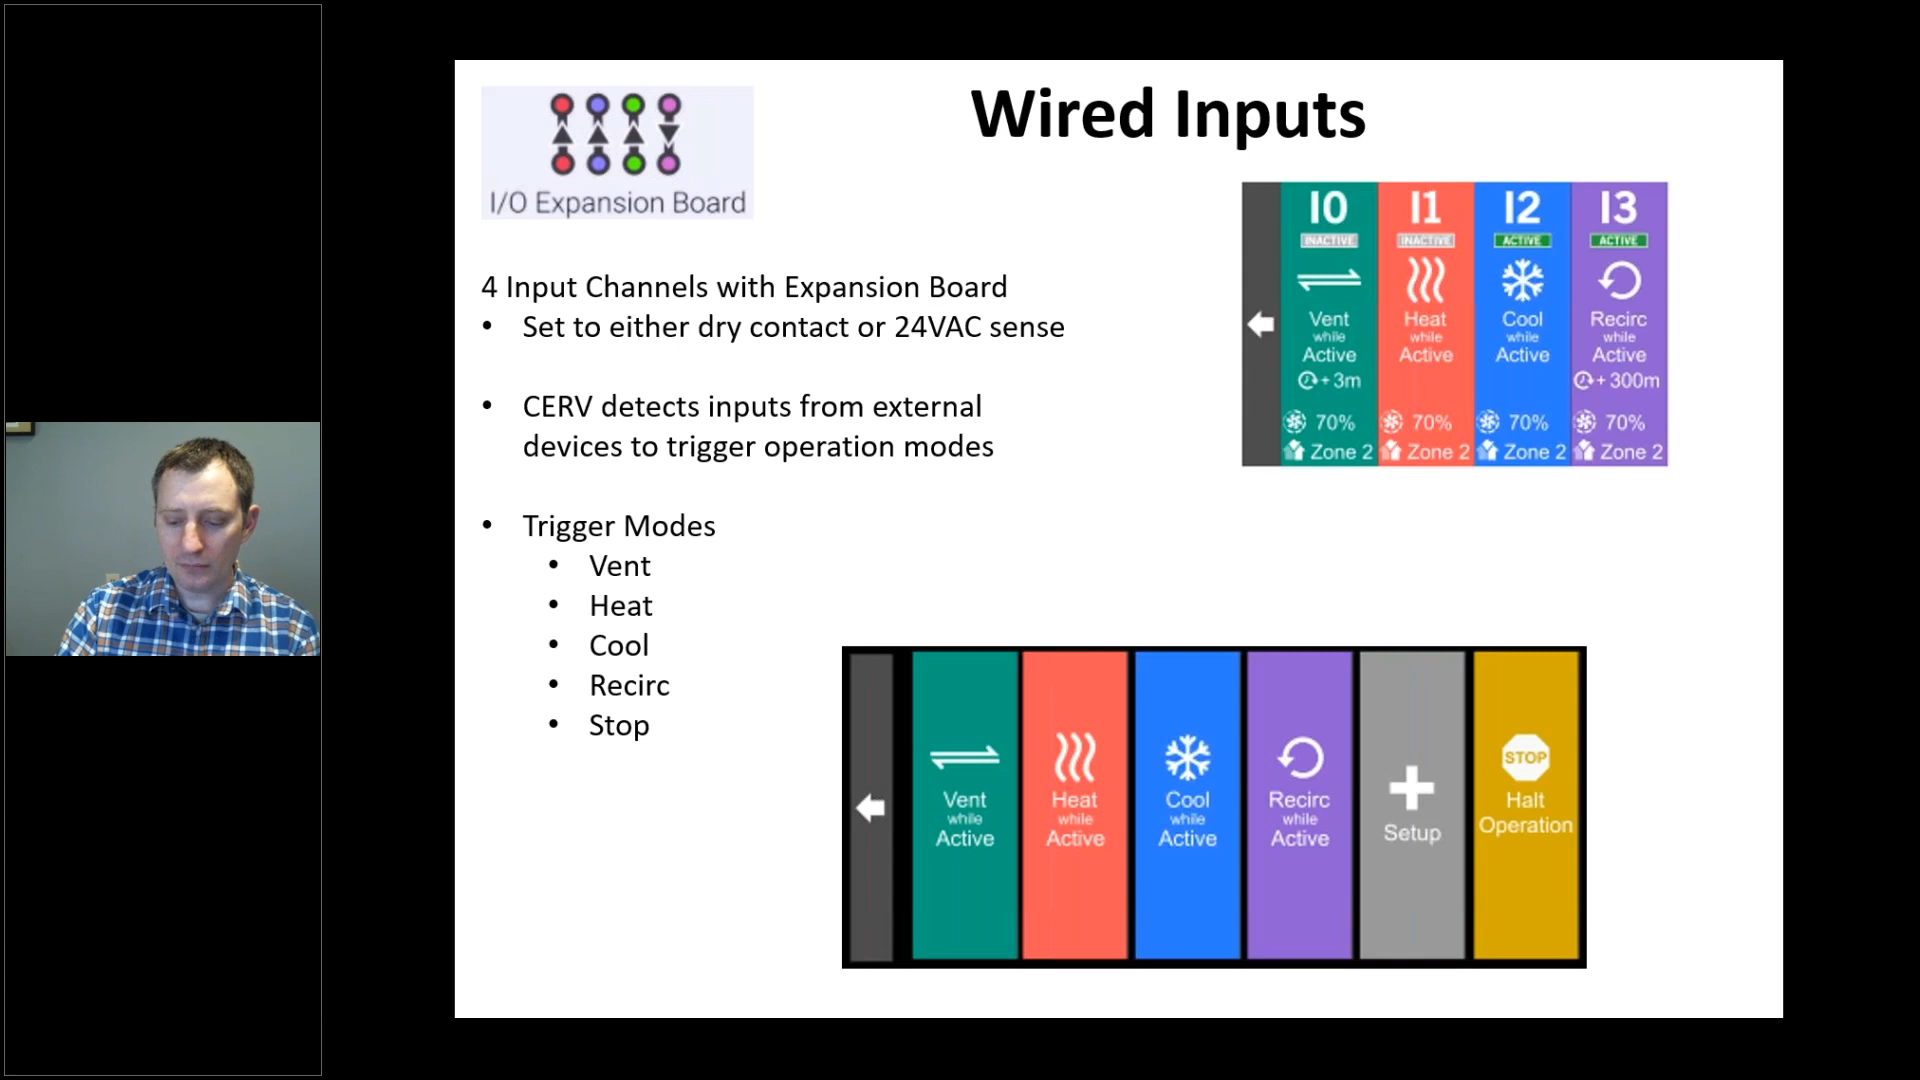 Wired Inputs
I/O Expansion Board
4 Input Channels with Expansion Board
• Set to either dry contact or 24VAC sense
• CERV detects inputs from external
devices to trigger operation modes
• Trigger Modes
• Vent
• Heat
• Cool
• Recirc
• Stop
I0 I1 I2 I3
INACTIVE INACTIVE ACTIVE ACTIVE
Vent Heat Cool Recirc
while while while while
Active Active Active Active
+ 3m + 300m
70% 70% 70% 70%
Zone 2 Zone 2 Zone 2 Zone 2
STOP
Vent Heat Cool Recirc Halt
while while while while
Active Active Active Active Setup Operation